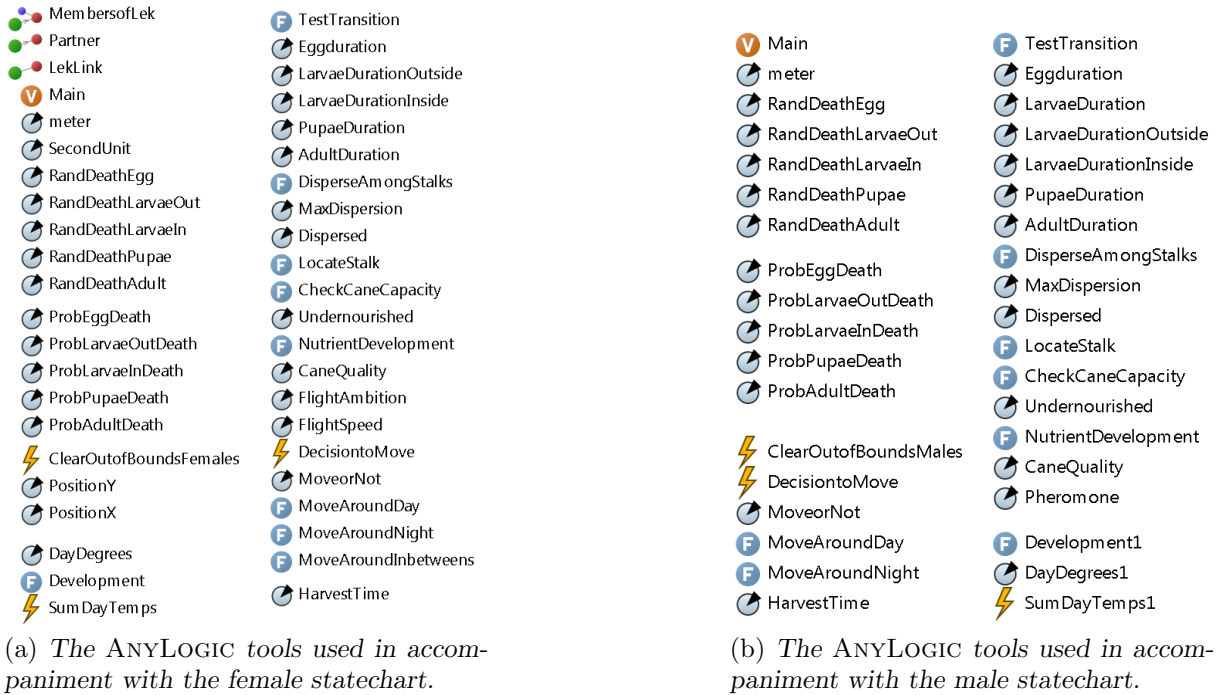 MembersofLek
Partner
LekLink
V Main
meter
SecondUnit
RandDeathEgg
RandDeathLarvaeOut
RandDeathLarvaeIn
RandDeathPupae
RandDeathAdult
ProbEggDeath
ProbLarvaeOutDeath
ProbLarvaeInDeath
ProbPupaeDeath
ProbAdultDeath
ClearOutofBoundsFemales
PositionY
PositionX
DayDegrees
F Development
SumDayTemps
F TestTransition
Eggduration
LarvaeDurationOutside
LarvaeDurationInside
PupaeDuration
AdultDuration
F DisperseAmongStalks
MaxDispersion
Dispersed
F LocateStalk
F CheckCaneCapacity
Undernourished
F NutrientDevelopment
CaneQuality
FlightAmbition
FlightSpeed
DecisiontoMove
MoveorNot
F MoveAroundDay
F MoveAroundNight
F MoveAroundInbetweens
HarvestTime
(a) The ANYLOGIC tools used in accom-
paniment with the female statechart.
V Main
meter
RandDeathEgg
RandDeathLarvaeOut
RandDeathLarvaeIn
RandDeathPupae
RandDeathAdult
ProbEggDeath
ProbLarvaeOutDeath
ProbLarvaeInDeath
ProbPupaeDeath
ProbAdultDeath
ClearOutofBoundsMales
DecisiontoMove
MoveorNot
F MoveAroundDay
F MoveAroundNight
HarvestTime
F TestTransition
Eggduration
LarvaeDuration
LarvaeDurationOutside
LarvaeDurationInside
PupaeDuration
AdultDuration
F DisperseAmongStalks
MaxDispersion
Dispersed
F LocateStalk
F CheckCaneCapacity
Undernourished
F NutrientDevelopment
CaneQuality
Pheromone
F Development1
DayDegrees1
SumDayTemps1
(b) The ANYLOGIC tools used in accom-
paniment with the male statechart.